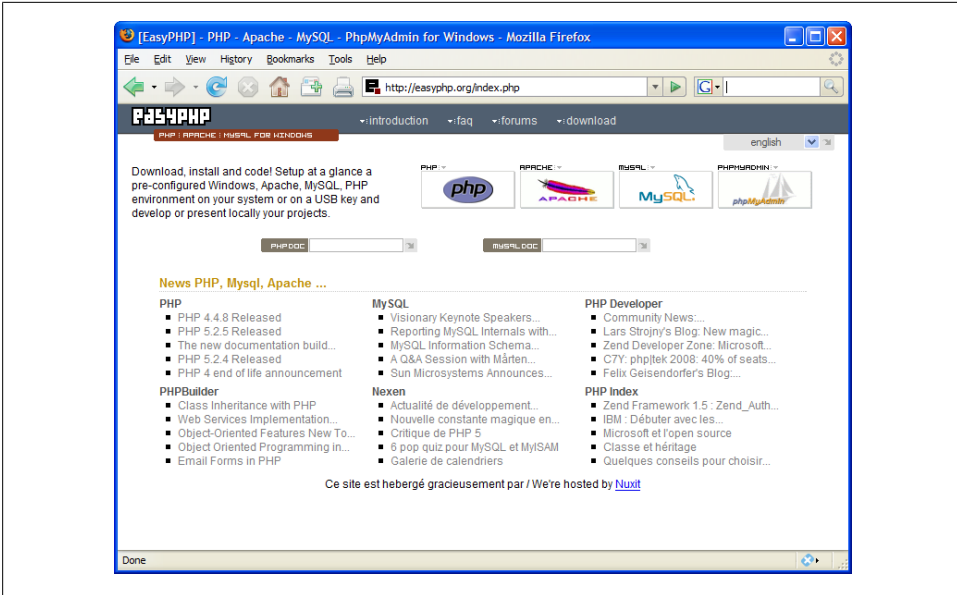 [EasyPHP] - PHP - Apache - MySQL - PhpMyAdmin for Windows - Mozilla Firefox
File Edit View History Bookmarks Tools Help
http://easyphp.org/index.php
G
EASYPHP
introduction faq forums download
PHP | APACHE | MYSQL FOR WINDOWS
english
Download, install and code! Setup at glance a
pre-configured Windows, Apache, MySQL, PHP
environment on your system or on a USB key and
develop or present locally your projects.
PHP APACHE MYSQL PHPMYADMIN
php APACHE MySQL phpMyAdmin
PHP DOC MYSQL DOC
News PHP, Mysql, Apache ...
PHP
PHP 4.4.8 Released
PHP 5.2.5 Released
The new documentation build...
PHP 5.2.4 Released
PHP 4 end of life announcement
MySQL
Visionary Keynote Speakers...
Reporting MySQL Internals with...
MySQL Information Schema...
A Q&A Session with Mårten...
Sun Microsystems Announces...
PHP Developer
Community News:...
Lars Strojny's Blog: New magic...
Zend Developer Zone: Microsoft...
C7Y: php|tek 2008: 40% of seats...
Felix Geisendorfer's Blog:...
PHPBuilder
Class Inheritance with PHP
Web Services Implementation...
Object-Oriented Features New To...
Object Oriented Programming in...
Email Forms in PHP
Nexen
Actualité de développement...
Nouvelle constante magique en...
Critique de PHP 5
6 pop quiz pour MySQL et MyISAM
Galerie de calendriers
PHP Index
Zend Framework 1.5 : Zend_Auth...
IBM : Débuter avec les...
Microsoft et l'open source
Classe et héritage
Quelques conseils pour choisir...
Ce site est hebergé gracieusement par / We're hosted by Nuxit
Done